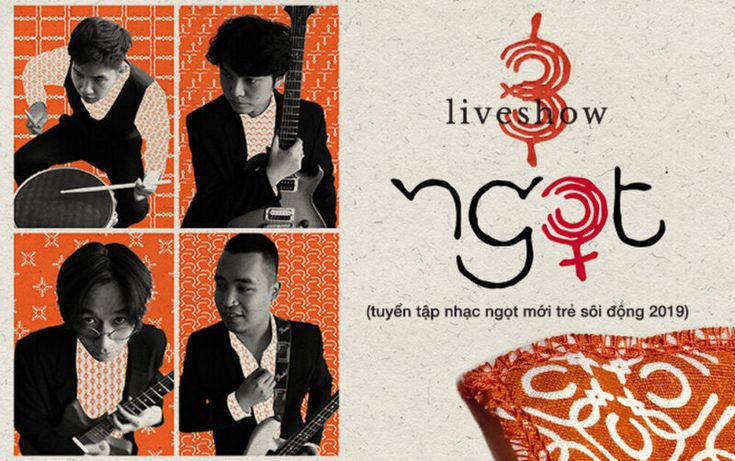 3
liveshow
ngọt
(tuyển tập nhạc ngọt mới trẻ sôi động 2019)